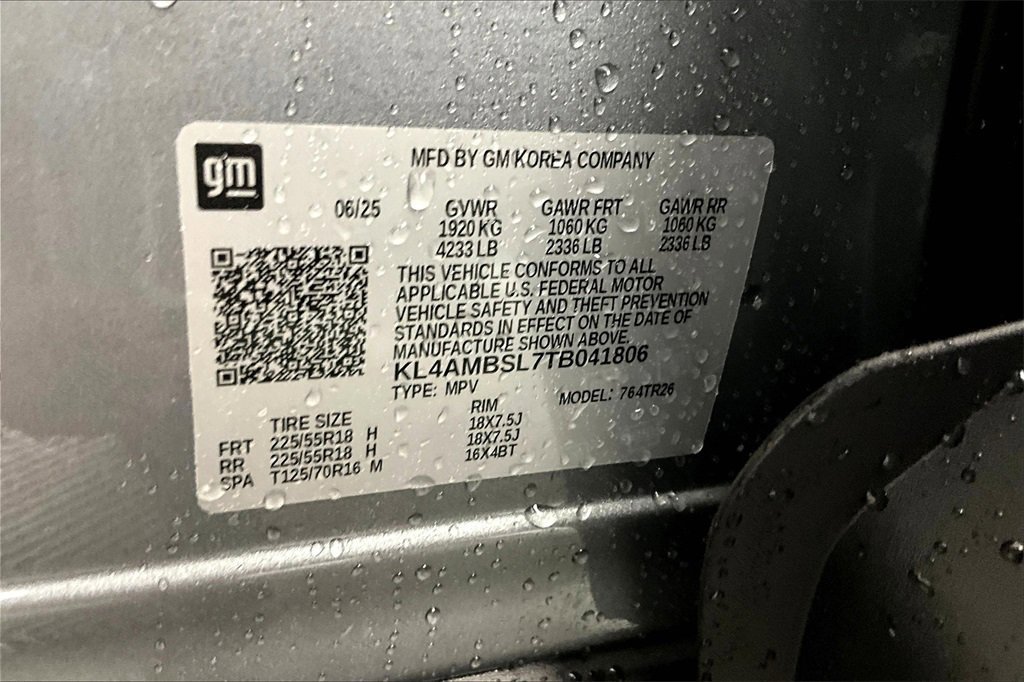 gm
MFD BY GM KOREA COMPANY
06/25 GVWR GAWR FRT GAWR RR
1920 KG 1060 KG 1060 KG
4233 LB 2336 LB 2336 LB
THIS VEHICLE CONFORMS TO ALL
APPLICABLE U.S. FEDERAL MOTOR
VEHICLE SAFETY AND THEFT PREVENTION
STANDARDS IN EFFECT ON THE DATE OF
MANUFACTURE SHOWN ABOVE.
KL4AMBSL7TB041806
TYPE: MPV MODEL: 764TR26
TIRE SIZE RIM
FRT 225/55R18 H 18X7.5J
RR 225/55R18 H 18X7.5J
SPA T125/70R16 M 16X4BT